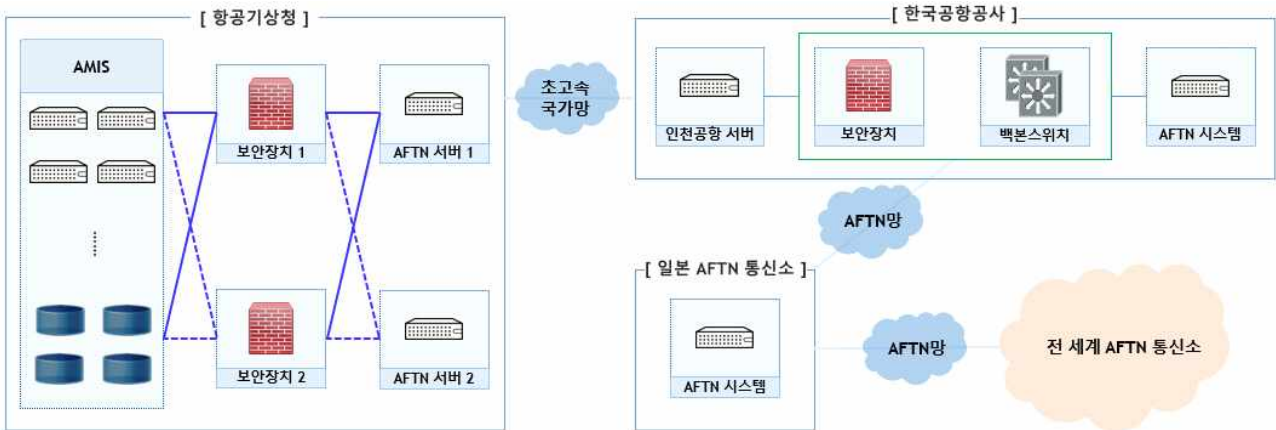 [ 항공기상청 ]
AMIS
보안장치 1
AFTN 서버 1
보안장치 2
AFTN 서버 2
초고속
국가망
[ 한국공항공사 ]
인천공항 서버
보안장치
백본스위치
AFTN 시스템
AFTN망
[ 일본 AFTN 통신소 ]
AFTN 시스템
AFTN망
전 세계 AFTN 통신소